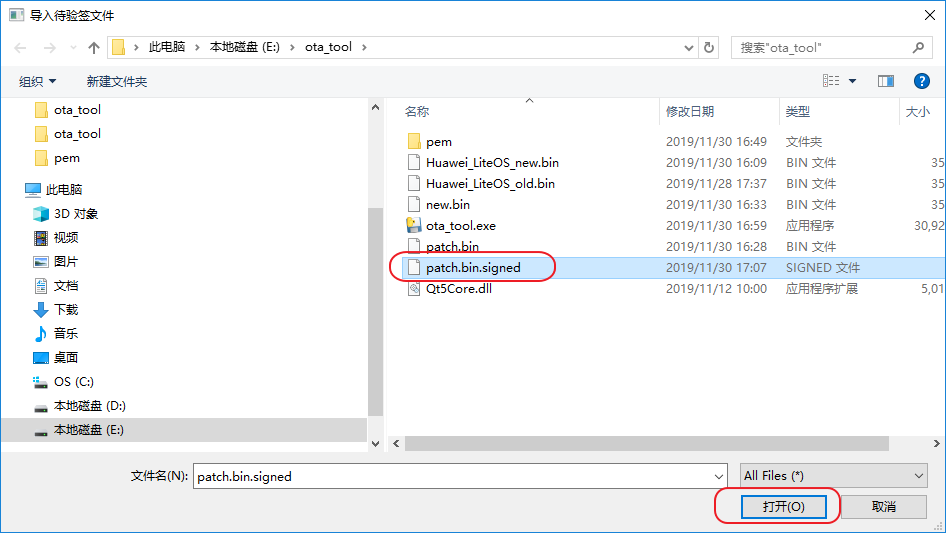 导入待验签文件
此电脑 本地磁盘 (E:) ota_tool
搜索"ota_tool"
组织 新建文件夹
ota_tool
ota_tool
pem
此电脑
3D 对象
视频
图片
文档
下载
音乐
桌面
OS (C:)
本地磁盘 (D:)
本地磁盘 (E:)
名称 修改日期 类型 大小
pem 2019/11/30 16:49 文件夹
Huawei_LiteOS_new.bin 2019/11/30 16:09 BIN 文件 35
Huawei_LiteOS_old.bin 2019/11/28 17:37 BIN 文件 35
new.bin 2019/11/30 16:33 BIN 文件 35
ota_tool.exe 2019/11/30 16:59 应用程序 30,92
patch.bin 2019/11/30 16:28 BIN 文件
patch.bin.signed 2019/11/30 17:07 SIGNED 文件
Qt5Core.dll 2019/11/12 10:00 应用程序扩展 5,01
文件名(N): patch.bin.signed All Files (*)
打开(O) 取消